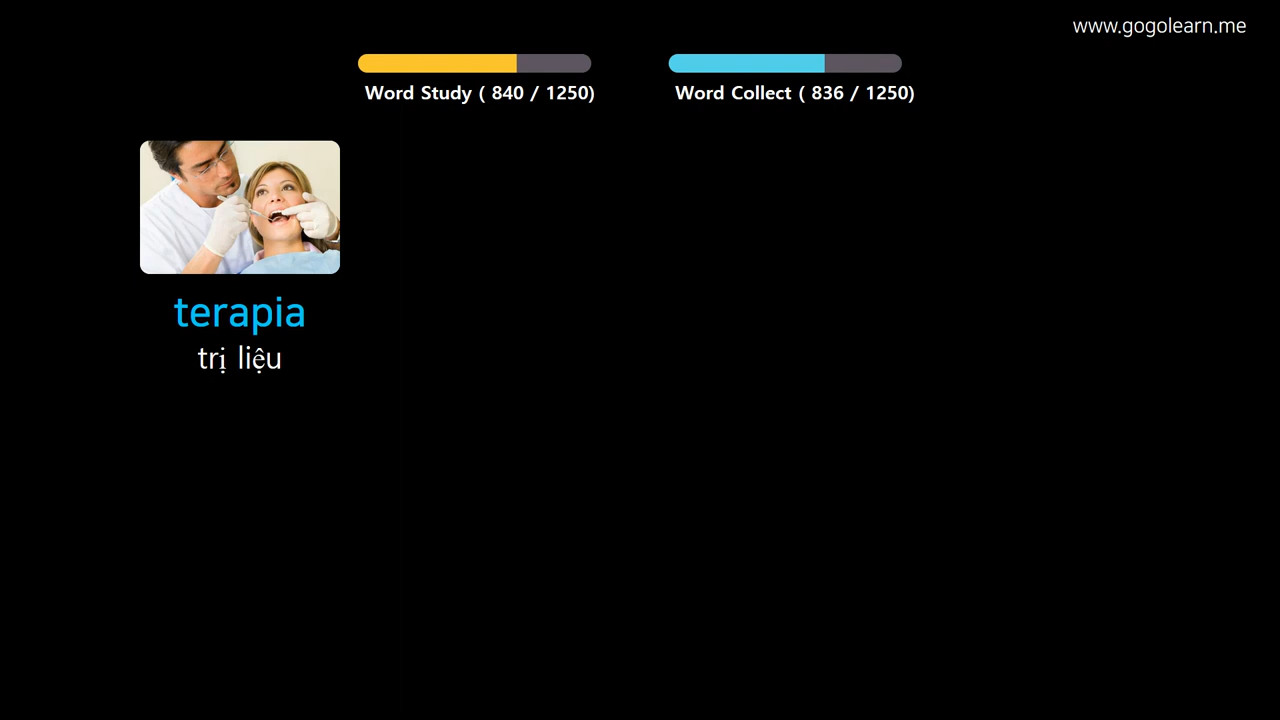 www.gogolearn.me
Word Study ( 840 / 1250)
Word Collect ( 836 / 1250)
terapia
trị liệu